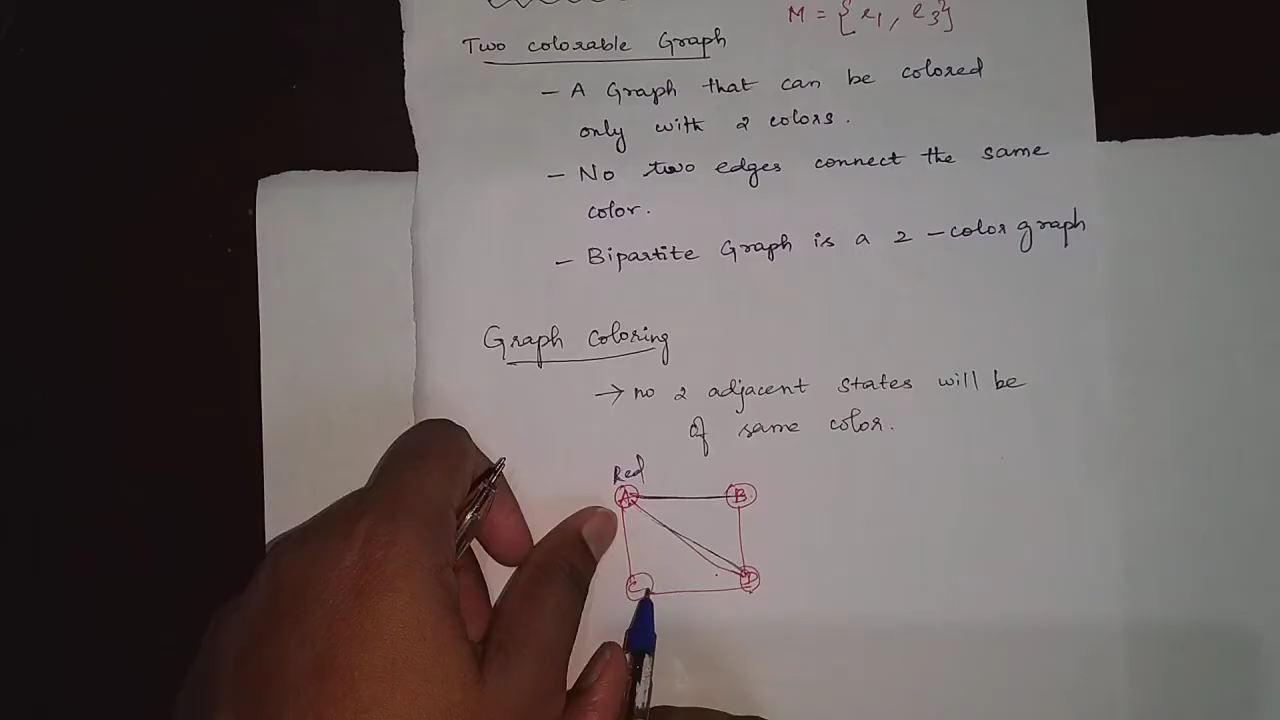 M = {e1, e3}
Two colorable Graph
- A Graph that can be colored
only with 2 colors.
- No two edges connect the same
color.
- Bipartite Graph is a 2-color graph
Graph coloring
→ no 2 adjacent states will be
of same color.
Red
A B
C D